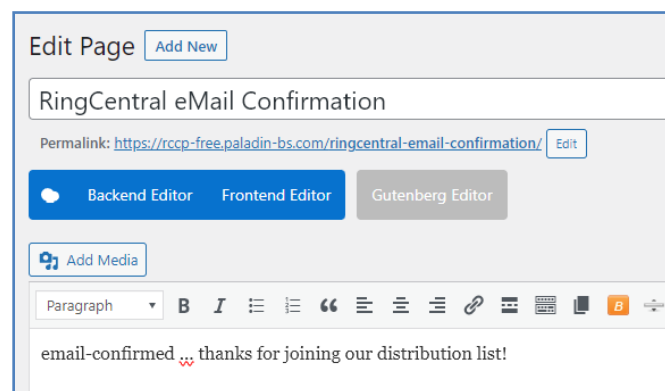 Edit Page Add New
RingCentral eMail Confirmation
Permalink: https://rccp-free.paladin-bs.com/ringcentral-email-confirmation/ Edit
Backend Editor Frontend Editor Gutenberg Editor
Add Media
Paragraph B I B
email-confirmed ... thanks for joining our distribution list!